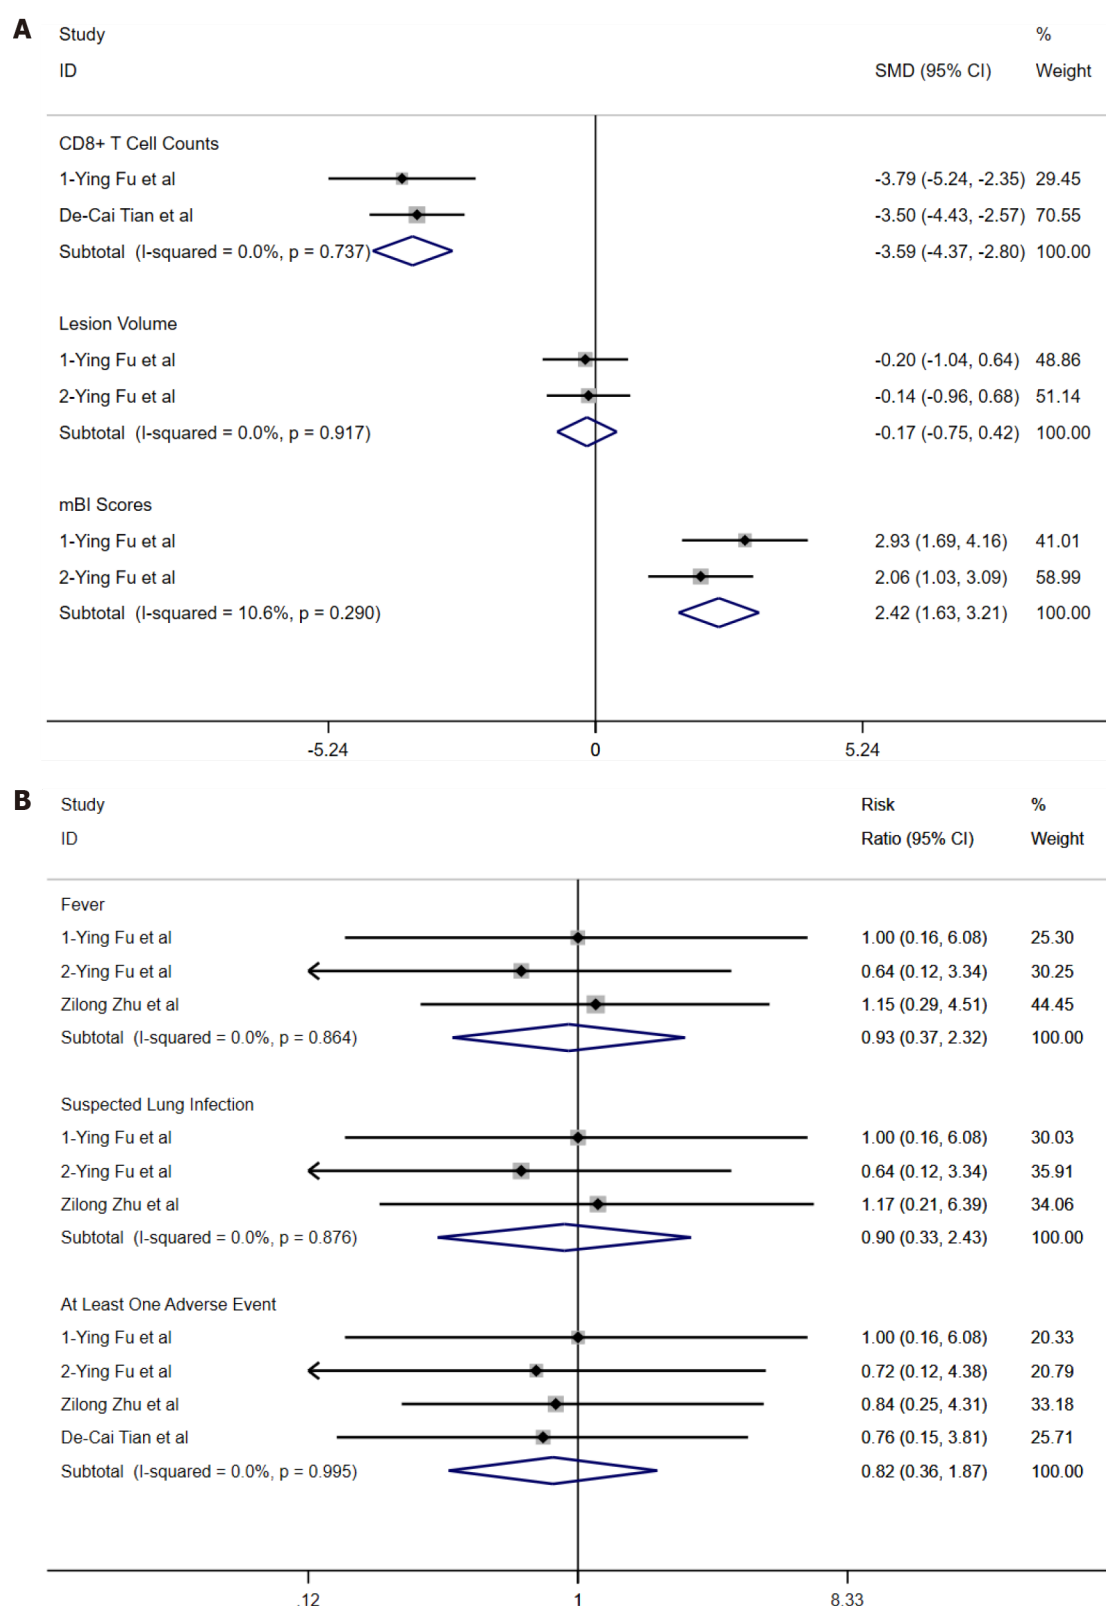 A
Study %
ID SMD (95% CI) Weight
CD8+ T Cell Counts
1-Ying Fu et al -3.79 (-5.24, -2.35) 29.45
De-Cai Tian et al -3.50 (-4.43, -2.57) 70.55
Subtotal (I-squared = 0.0%, p = 0.737) -3.59 (-4.37, -2.80) 100.00
Lesion Volume
1-Ying Fu et al -0.20 (-1.04, 0.64) 48.86
2-Ying Fu et al -0.14 (-0.96, 0.68) 51.14
Subtotal (I-squared = 0.0%, p = 0.917) -0.17 (-0.75, 0.42) 100.00
mBI Scores
1-Ying Fu et al 2.93 (1.69, 4.16) 41.01
2-Ying Fu et al 2.06 (1.03, 3.09) 58.99
Subtotal (I-squared = 10.6%, p = 0.290) 2.42 (1.63, 3.21) 100.00
-5.24 0 5.24
B
Study Risk %
ID Ratio (95% CI) Weight
Fever
1-Ying Fu et al 1.00 (0.16, 6.08) 25.30
2-Ying Fu et al 0.64 (0.12, 3.34) 30.25
Zilong Zhu et al 1.15 (0.29, 4.51) 44.45
Subtotal (I-squared = 0.0%, p = 0.864) 0.93 (0.37, 2.32) 100.00
Suspected Lung Infection
1-Ying Fu et al 1.00 (0.16, 6.08) 30.03
2-Ying Fu et al 0.64 (0.12, 3.34) 35.91
Zilong Zhu et al 1.17 (0.21, 6.39) 34.06
Subtotal (I-squared = 0.0%, p = 0.876) 0.90 (0.33, 2.43) 100.00
At Least One Adverse Event
1-Ying Fu et al 1.00 (0.16, 6.08) 20.33
2-Ying Fu et al 0.72 (0.12, 4.38) 20.79
Zilong Zhu et al 0.84 (0.25, 4.31) 33.18
De-Cai Tian et al 0.76 (0.15, 3.81) 25.71
Subtotal (I-squared = 0.0%, p = 0.995) 0.82 (0.36, 1.87) 100.00
.12 1 8.33